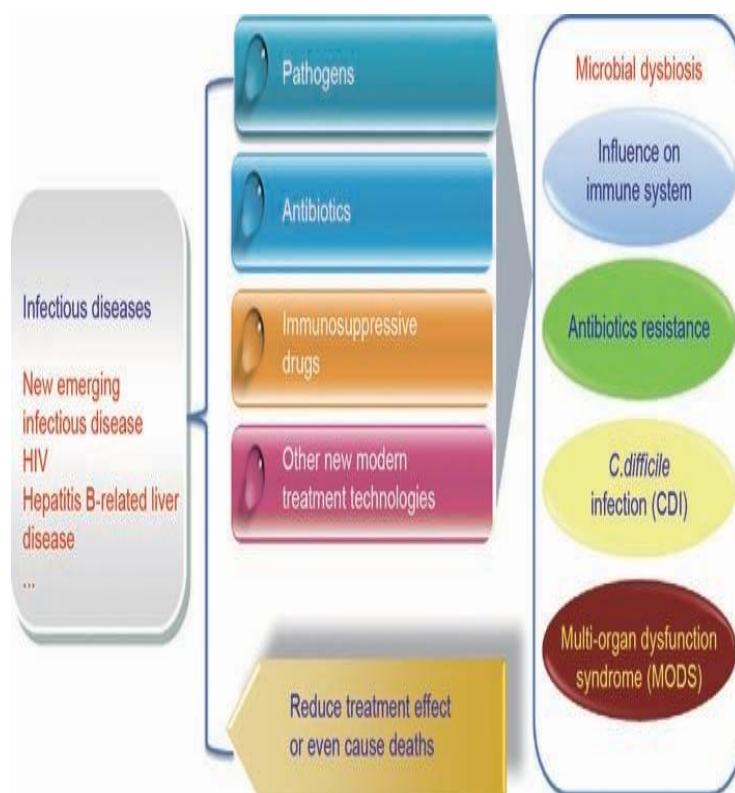 Infectious diseases
New emerging
infectious disease
HIV
Hepatitis B-related liver
disease
...
Pathogens
Antibiotics
Immunosuppressive
drugs
Other new modern
treatment technologies
Reduce treatment effect
or even cause deaths
Microbial dysbiosis
Influence on
immune system
Antibiotics resistance
C.difficile
infection (CDI)
Multi-organ dysfunction
syndrome (MODS)